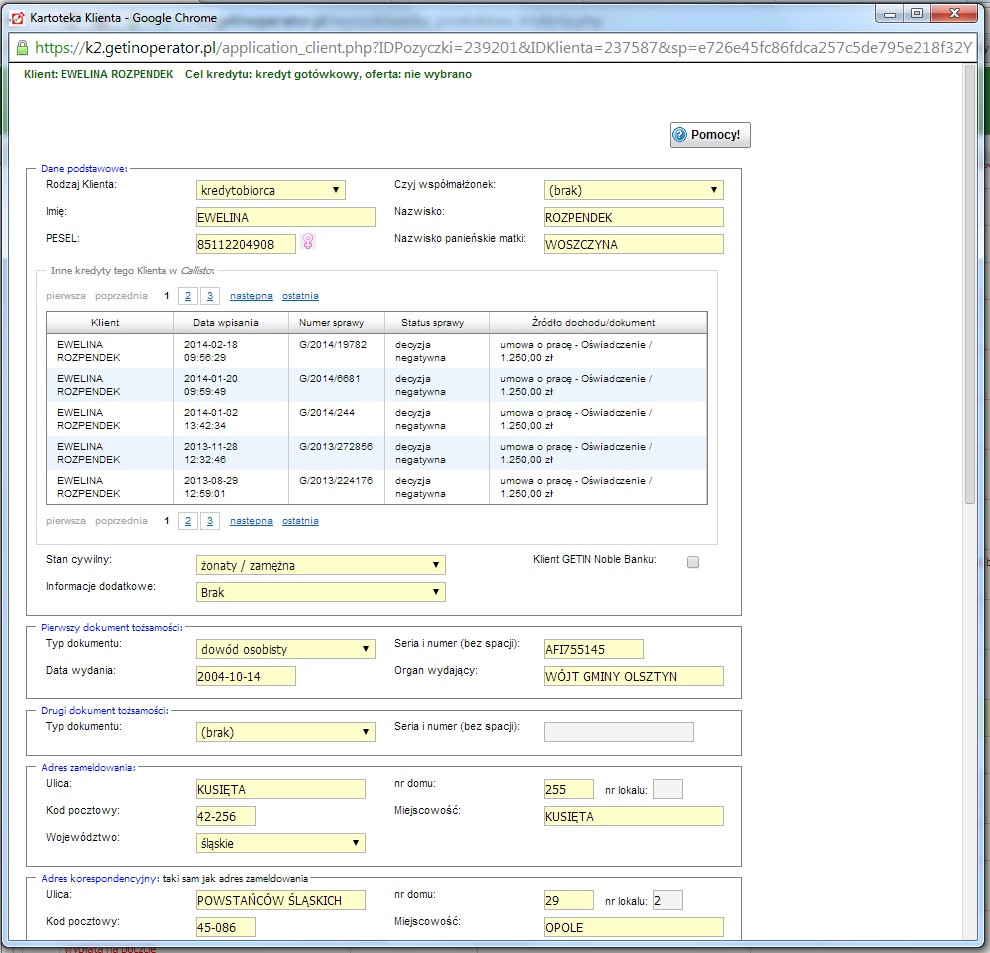 Kartoteka Klienta - Google Chrome
https://k2.getinoperator.pl/application_client.php?IDPozyczki=239201&IDKlienta=237587&sp=e726e45fc86fdca257c5de795e218f32Y
Klient: EWELINA ROZPENDEK Cel kredytu: kredyt gotówkowy, oferta: nie wybrano
Pomocy!
Dane podstawowe:
Rodzaj Klienta: kredytobiorca Czyj współmałżonek: (brak)
Imię: EWELINA Nazwisko: ROZPENDEK
PESEL: 85112204908 Nazwisko panieńskie matki: WOSZCZYNA
Inne kredyty tego Klienta w Callisto:
pierwsza poprzednia 1 2 3 następna ostatnia
Klient Data wpisania Numer sprawy Status sprawy Źródło dochodu/dokument
EWELINA 2014-02-18 G/2014/19782 decyzja umowa o pracę - Oświadczenie /
ROZPENDEK 09:56:29 negatywna 1.250,00 zł
EWELINA 2014-01-20 G/2014/6681 decyzja umowa o pracę - Oświadczenie /
ROZPENDEK 09:59:49 negatywna 1.250,00 zł
EWELINA 2014-01-02 G/2014/244 decyzja umowa o pracę - Oświadczenie /
ROZPENDEK 13:42:34 negatywna 1.250,00 zł
EWELINA 2013-11-28 G/2013/272856 decyzja umowa o pracę - Oświadczenie /
ROZPENDEK 12:32:46 negatywna 1.250,00 zł
EWELINA 2013-08-29 G/2013/224176 decyzja umowa o pracę - Oświadczenie /
ROZPENDEK 12:59:01 negatywna 1.250,00 zł
pierwsza poprzednia 1 2 3 następna ostatnia
Stan cywilny: żonaty / zamężna Klient GETIN Noble Banku:
Informacje dodatkowe: Brak
Pierwszy dokument tożsamości:
Typ dokumentu: dowód osobisty Seria i numer (bez spacji): AFI755145
Data wydania: 2004-10-14 Organ wydający: WÓJT GMINY OLSZTYN
Drugi dokument tożsamości:
Typ dokumentu: (brak) Seria i numer (bez spacji):
Adres zameldowania:
Ulica: KUSIĘTA nr domu: 255 nr lokalu:
Kod pocztowy: 42-256 Miejscowość: KUSIĘTA
Województwo: śląskie
Adres korespondencyjny: taki sam jak adres zameldowania
Ulica: POWSTAŃCÓW ŚLĄSKICH nr domu: 29 nr lokalu: 2
Kod pocztowy: 45-086 Miejscowość: OPOLE
wypłata na poczcie